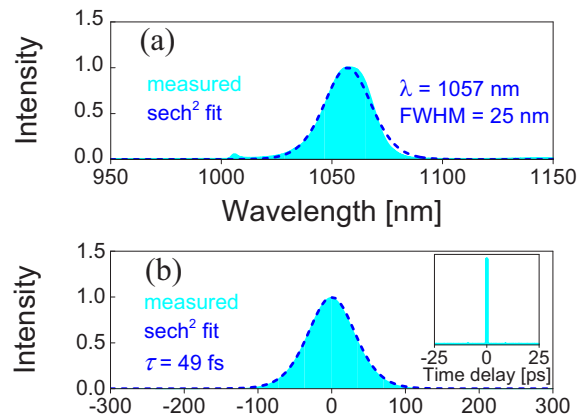 (a)
Intensity
1.5
1.0
0.5
0.0
measured
sech² fit
λ = 1057 nm
FWHM = 25 nm
950 1000 1050 1100 1150
Wavelength [nm]
(b)
Intensity
1.5
1.0
0.5
0.0
measured
sech² fit
τ = 49 fs
-25 0 25
Time delay [ps]
-300 -200 -100 0 100 200 300